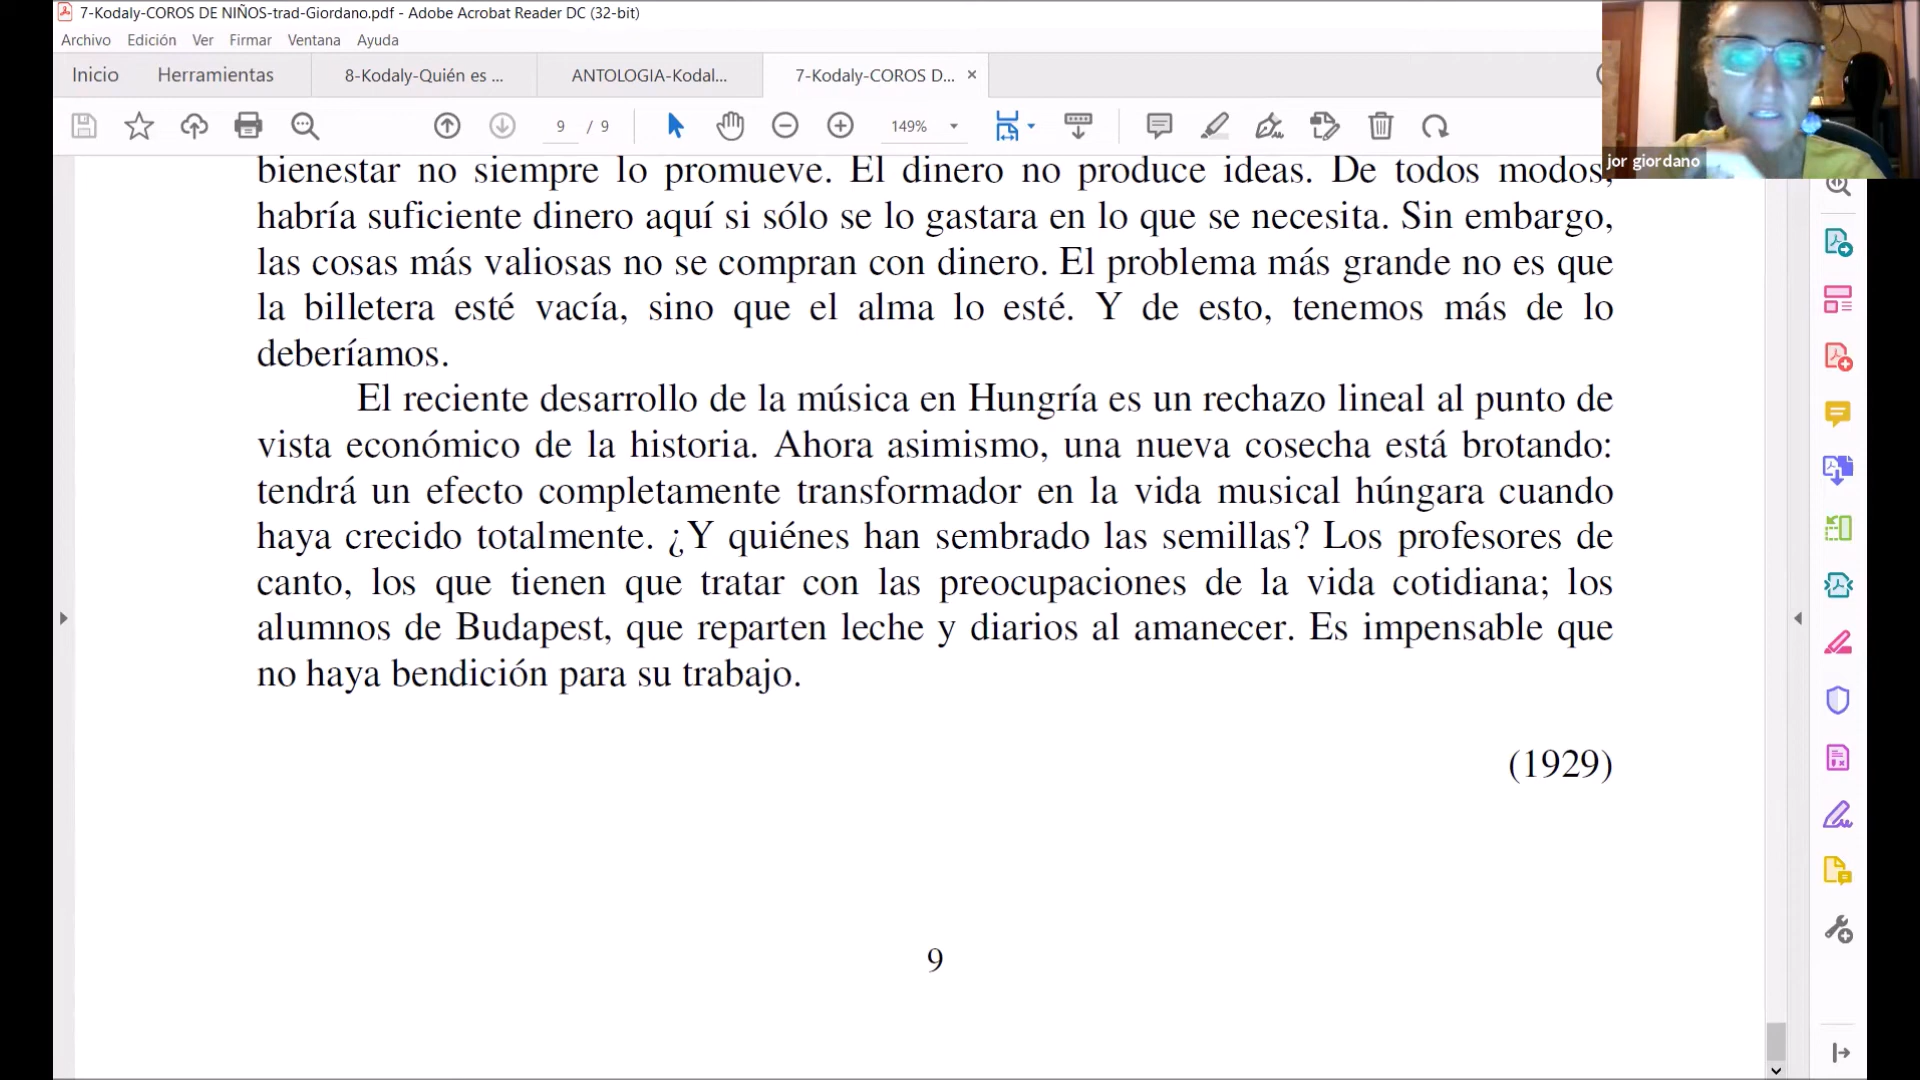 7-Kodaly-COROS DE NIÑOS-trad-Giordano.pdf - Adobe Acrobat Reader DC (32-bit)
Archivo Edición Ver Firmar Ventana Ayuda
Inicio Herramientas 8-Kodaly-Quién es ... ANTOLOGIA-Kodal... 7-Kodaly-COROS D... ×
9 / 9 149%
jor giordano
bienestar no siempre lo promueve. El dinero no produce ideas. De todos modos,
habría suficiente dinero aquí si sólo se lo gastara en lo que se necesita. Sin embargo,
las cosas más valiosas no se compran con dinero. El problema más grande no es que
la billetera esté vacía, sino que el alma lo esté. Y de esto, tenemos más de lo
deberíamos.
El reciente desarrollo de la música en Hungría es un rechazo lineal al punto de
vista económico de la historia. Ahora asimismo, una nueva cosecha está brotando:
tendrá un efecto completamente transformador en la vida musical húngara cuando
haya crecido totalmente. ¿Y quiénes han sembrado las semillas? Los profesores de
canto, los que tienen que tratar con las preocupaciones de la vida cotidiana; los
alumnos de Budapest, que reparten leche y diarios al amanecer. Es impensable que
no haya bendición para su trabajo.
(1929)
9